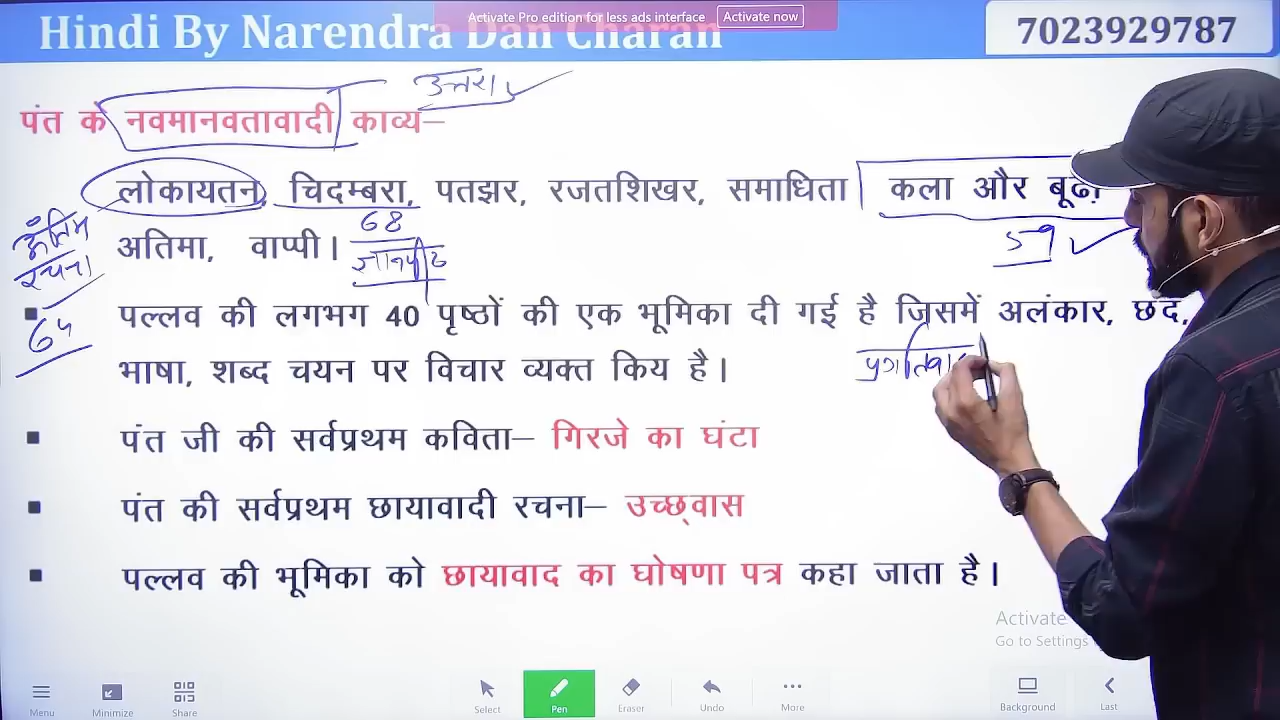 Activate Pro edition for less ads interface Activate now
Hindi By Narendra Dan Charan 7023929787
उत्तरा
पंत के नवमानवतावादी काव्य–
लोकायतन, चिदम्बरा, पतझर, रजतशिखर, समाधिता कला और बूढ़ा
68 59
अंतिम रचना
अतिमा, वाप्पी।
ज्ञानपीठ
■ पल्लव की लगभग 40 पृष्ठों की एक भूमिका दी गई है जिसमें अलंकार, छंद,
64
प्रगतिवा
भाषा, शब्द चयन पर विचार व्यक्त किय है।
■ पंत जी की सर्वप्रथम कविता– गिरजे का घंटा
■ पंत की सर्वप्रथम छायावादी रचना– उच्छ्वास
■ पल्लव की भूमिका को छायावाद का घोषणा पत्र कहा जाता है।
Activate
Go to Settings
Menu Minimize Share Select Pen Eraser Undo More Background Last